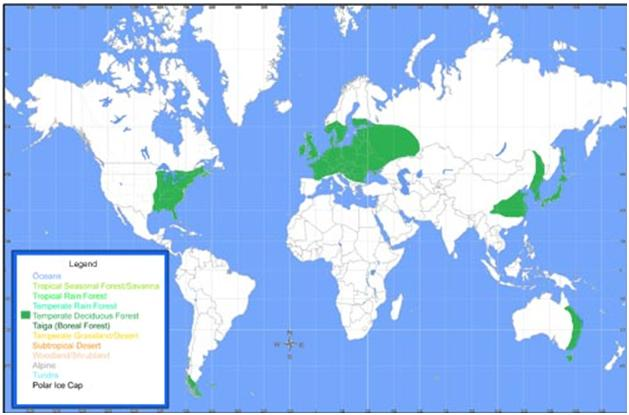 Legend
Oceans
Tropical Seasonal Forest/Savanna
Tropical Rain Forest
Temperate Rain Forest
Temperate Deciduous Forest
Taiga (Boreal Forest)
Temperate Grassland/Desert
Subtropical Desert
Woodland/Shrubland
Alpine
Tundra
Polar Ice Cap
N
W E
S